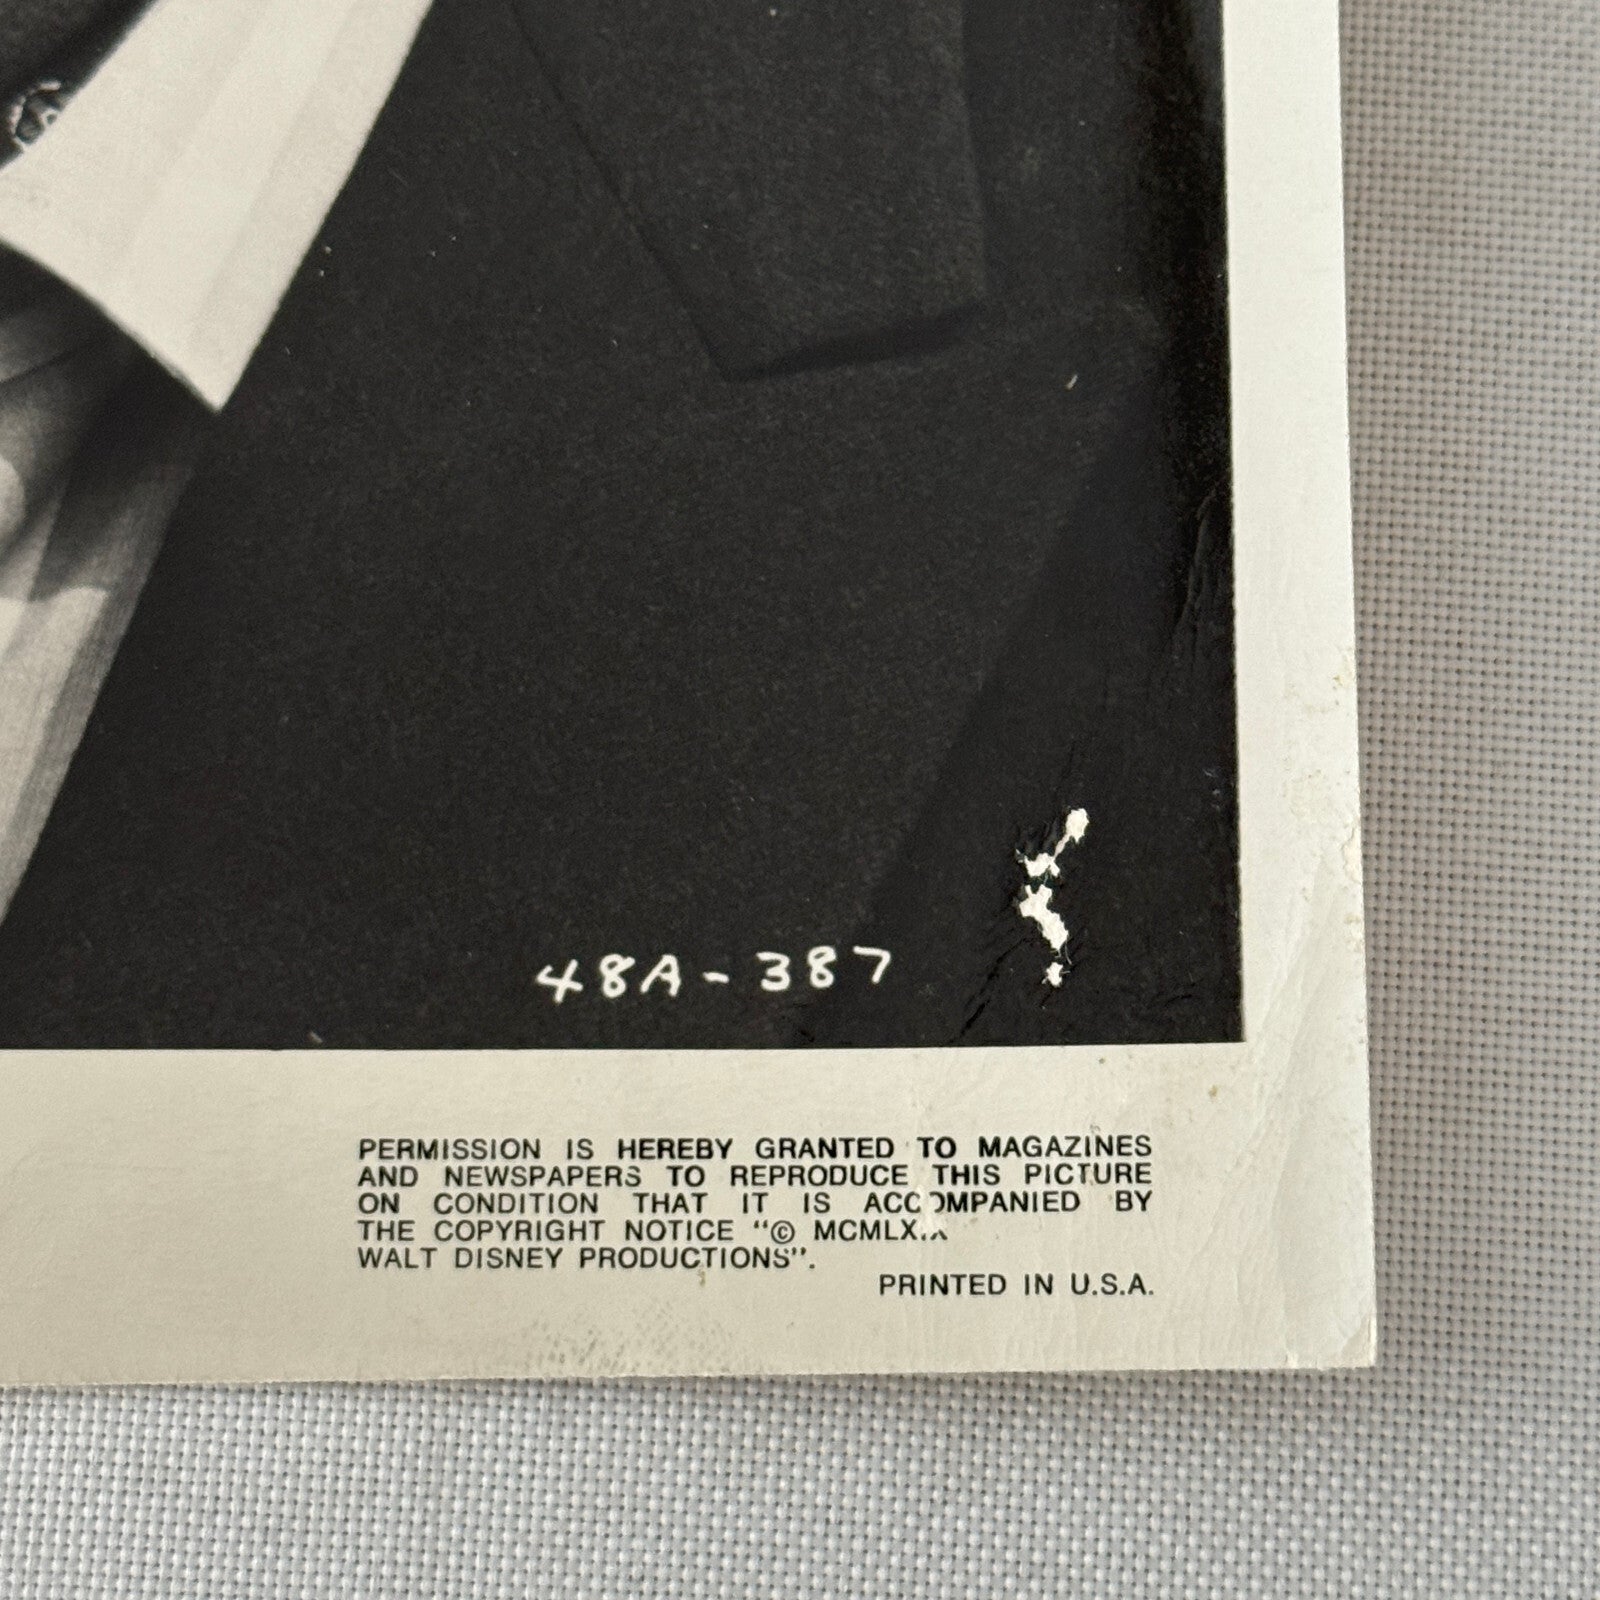 48A-387
PERMISSION IS HEREBY GRANTED TO MAGAZINES
AND NEWSPAPERS TO REPRODUCE THIS PICTURE
ON CONDITION THAT IT IS ACCOMPANIED BY
THE COPYRIGHT NOTICE "©
WALT DISNEY PRODUCTIONS".
PRINTED IN U.S.A.